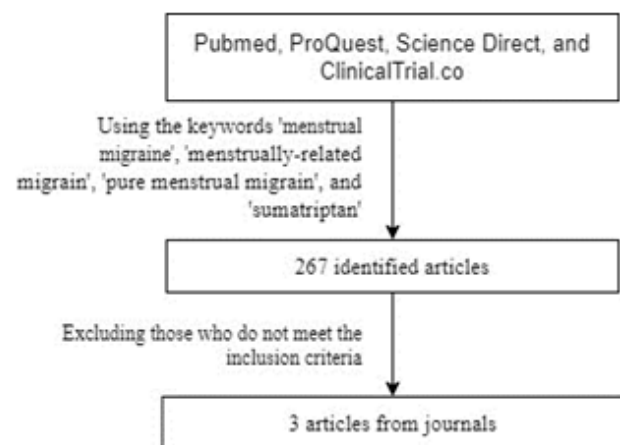 Pubmed, ProQuest, Science Direct, and
ClinicalTrial.co
Using the keywords 'menstrual
migraine', 'menstrually-related
migrain', 'pure menstrual migrain', and
'sumatriptan'
267 identified articles
Excluding those who do not meet the
inclusion criteria
3 articles from journals